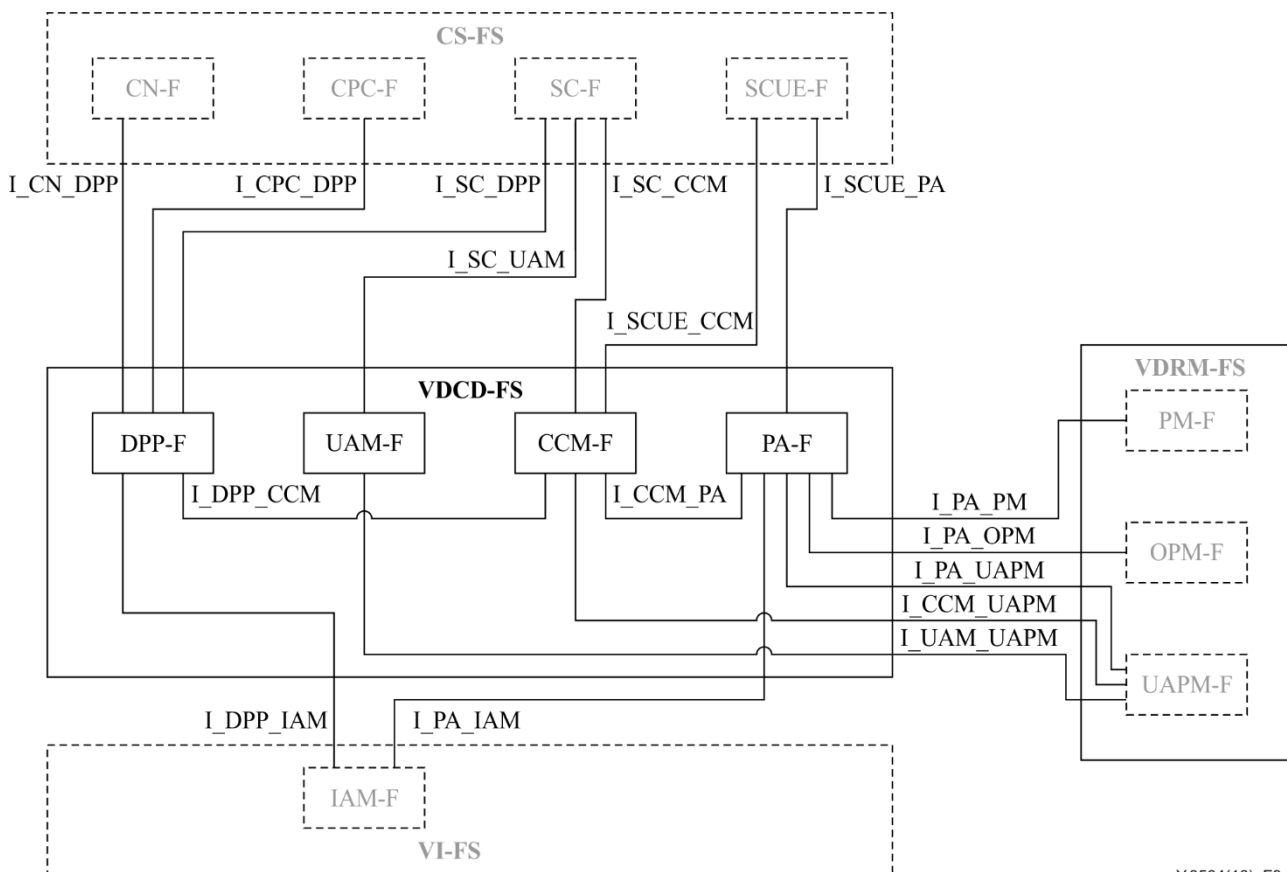 CS-FS
CN-F
CPC-F
SC-F
SCUE-F
I_CN_DPP
I_CPC_DPP
I_SC_DPP
I_SC_CCM
I_SCUE_PA
I_SC_UAM
I_SCUE_CCM
VDCD-FS
VDRM-FS
DPP-F
UAM-F
CCM-F
PA-F
PM-F
I_DPP_CCM
I_CCM_PA
I_PA_PM
I_PA_OPM
OPM-F
I_PA_UAPM
I_CCM_UAPM
I_UAM_UAPM
UAPM-F
I_DPP_IAM
I_PA_IAM
IAM-F
VI-FS